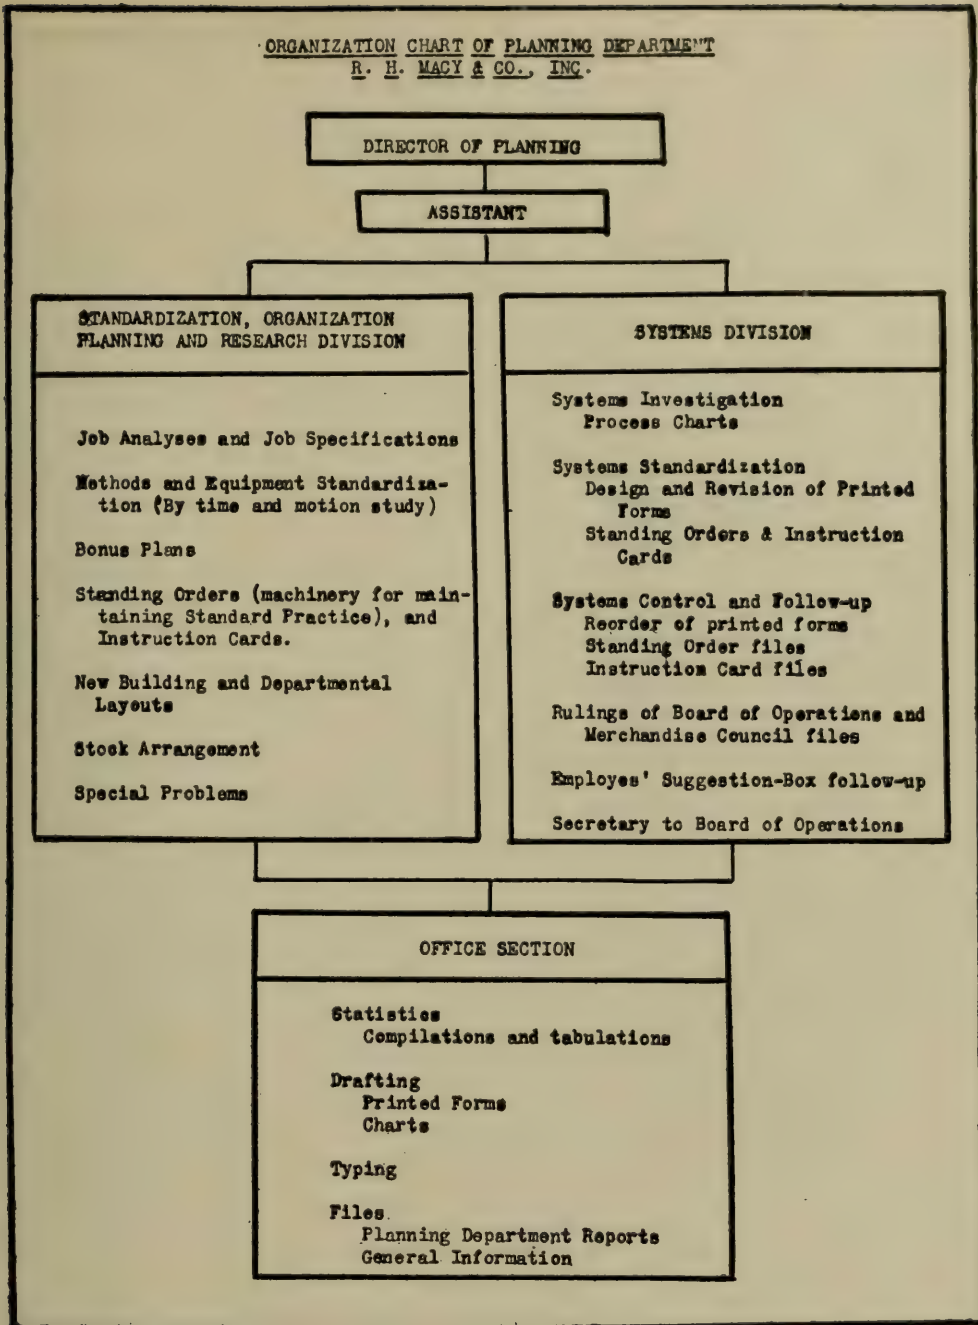 ORGANIZATION CHART OF PLANNING DEPARTMENT
R. H. MACY & CO., INC.
DIRECTOR OF PLANNING
ASSISTANT
STANDARDIZATION, ORGANIZATION
PLANNING AND RESEARCH DIVISION
Job Analyses and Job Specifications
Methods and Equipment Standardiza-
tion (By time and motion study)
Bonus Plans
Standing Orders (machinery for main-
taining Standard Practice), and
Instruction Cards.
New Building and Departmental
Layouts
Stock Arrangement
Special Problems
SYSTEMS DIVISION
Systems Investigation
Process Charts
Systems Standardization
Design and Revision of Printed
Forms
Standing Orders & Instruction
Cards
Systems Control and Follow-up
Reorder of printed forms
Standing Order files
Instruction Card files
Rulings of Board of Operations and
Merchandise Council files
Employes' Suggestion-Box follow-up
Secretary to Board of Operations
OFFICE SECTION
Statistics
Compilations and tabulations
Drafting
Printed Forms
Charts
Typing
Files
Planning Department Reports
General Information